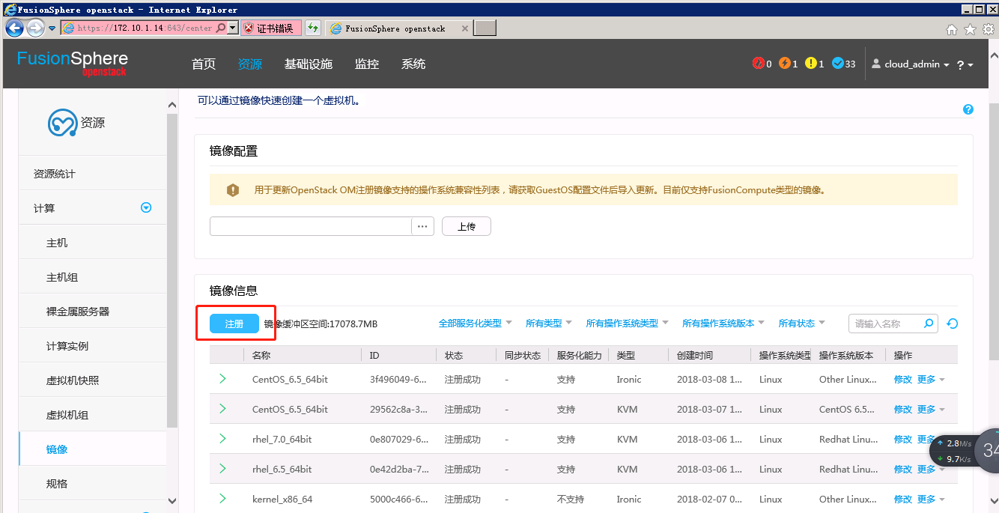 FusionSphere openstack - Internet Explorer
https://172.10.1.14:643/center
证书错误
FusionSphere openstack
FusionSphere
openstack
首页 资源 基础设施 监控 系统
0 1 1 33 cloud_admin ?
资源
资源统计
计算
主机
主机组
裸金属服务器
计算实例
虚拟机快照
虚拟机组
镜像
规格
可以通过镜像快速创建一个虚拟机。
?
镜像配置
用于更新OpenStack OM注册镜像支持的操作系统兼容性列表，请获取GuestOS配置文件后导入更新。目前仅支持FusionCompute类型的镜像。
... 上传
镜像信息
注册 镜像缓冲区空间:17078.7MB 全部服务化类型 所有类型 所有操作系统类型 所有操作系统版本 所有状态 请输入名称
名称 ID 状态 同步状态 服务化能力 类型 创建时间 操作系统类型 操作系统版本 操作
CentOS_6.5_64bit 3f496049-6... 注册成功 - 支持 Ironic 2018-03-08 1... Linux Other Linux... 修改 更多
CentOS_6.5_64bit 29562c8a-3... 注册成功 - 支持 KVM 2018-03-07 1... Linux CentOS 6.5... 修改 更多
rhel_7.0_64bit 0e807029-6... 注册成功 - 支持 KVM 2018-03-06 1... Linux Redhat Linu... 修改 更多
rhel_6.5_64bit 0e42d2ba-7... 注册成功 - 支持 KVM 2018-03-06 1... Linux Redhat Linu... 修改 更多
kernel_x86_64 5000c466-6... 注册成功 - 不支持 Ironic 2018-02-07 0... Linux Other Linux... 修改 更多
2.8M/s
9.7K/s
34